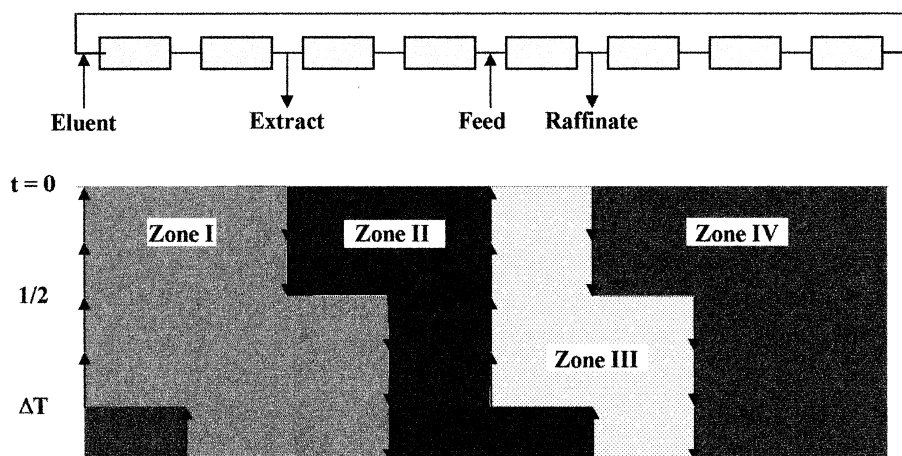 Eluent Extract Feed Raffinate
t = 0
Zone I Zone II Zone IV
1/2
Zone III
ΔT